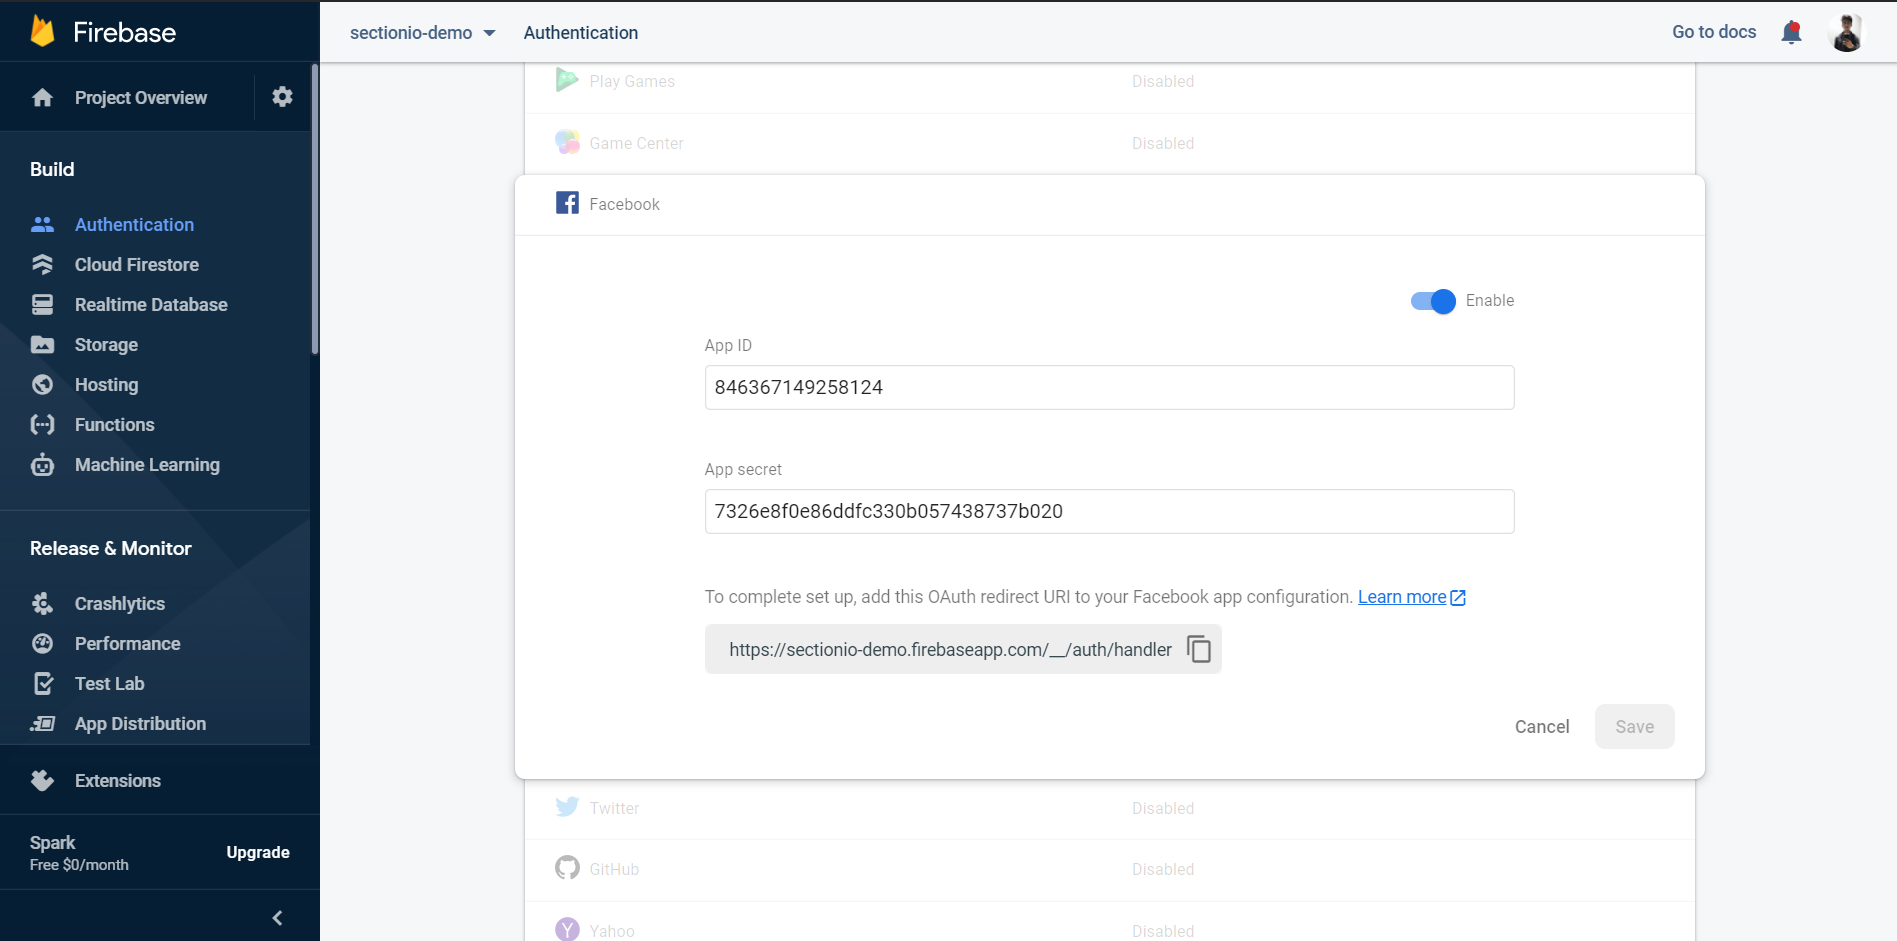 Firebase
sectionio-demo
Authentication
Go to docs
Project Overview
Build
Authentication
Cloud Firestore
Realtime Database
Storage
Hosting
Functions
Machine Learning
Release & Monitor
Crashlytics
Performance
Test Lab
App Distribution
Extensions
Spark
Free $0/month
Upgrade
Play Games Disabled
Game Center Disabled
Facebook
Enable
App ID
846367149258124
App secret
7326e8f0e86ddfc330b057438737b020
To complete set up, add this OAuth redirect URI to your Facebook app configuration. Learn more
https://sectionio-demo.firebaseapp.com/__/auth/handler
Cancel Save
Twitter Disabled
GitHub Disabled
Yahoo Disabled